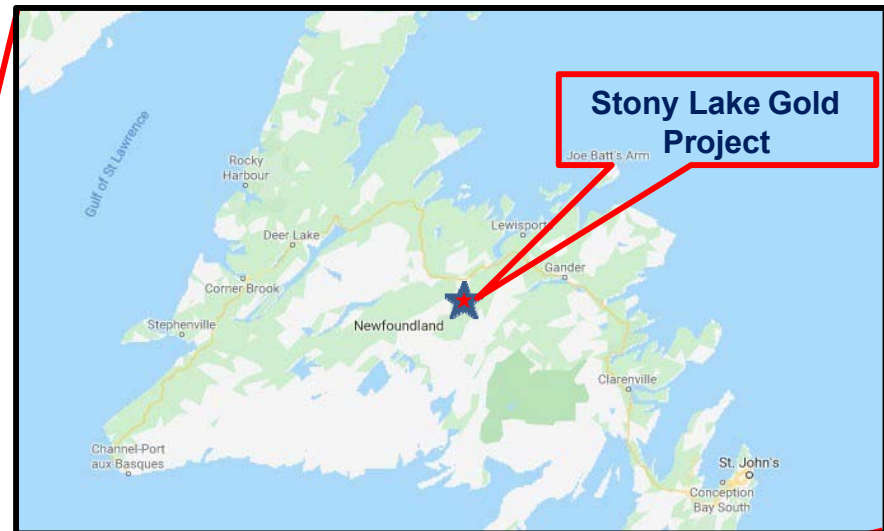 Stony Lake Gold
Project
Joe Batt's Arm
Gulf of St Lawrence
Rocky
Harbour
Lewisport
Deer Lake
Gander
Corner Brook
Stephenville
Newfoundland
Clarenville
Channel-Port
aux Basques
St. John's
Conception
Bay South